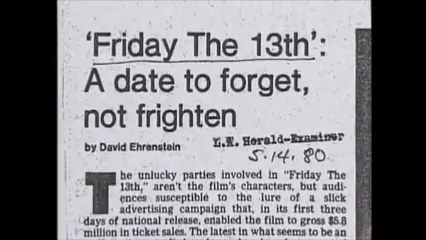 'Friday The 13th':
A date to forget,
not frighten
by David Ehrenstein
L.A. Herald-Examiner
5.14.80
The unlucky parties involved in "Friday The
13th," aren't the film's characters, but audi-
ences susceptible to the lure of a slick
advertising campaign that, in its first three
days of national release, enabled the film to gross $5.8
million in ticket sales. The latest in what seems to be an